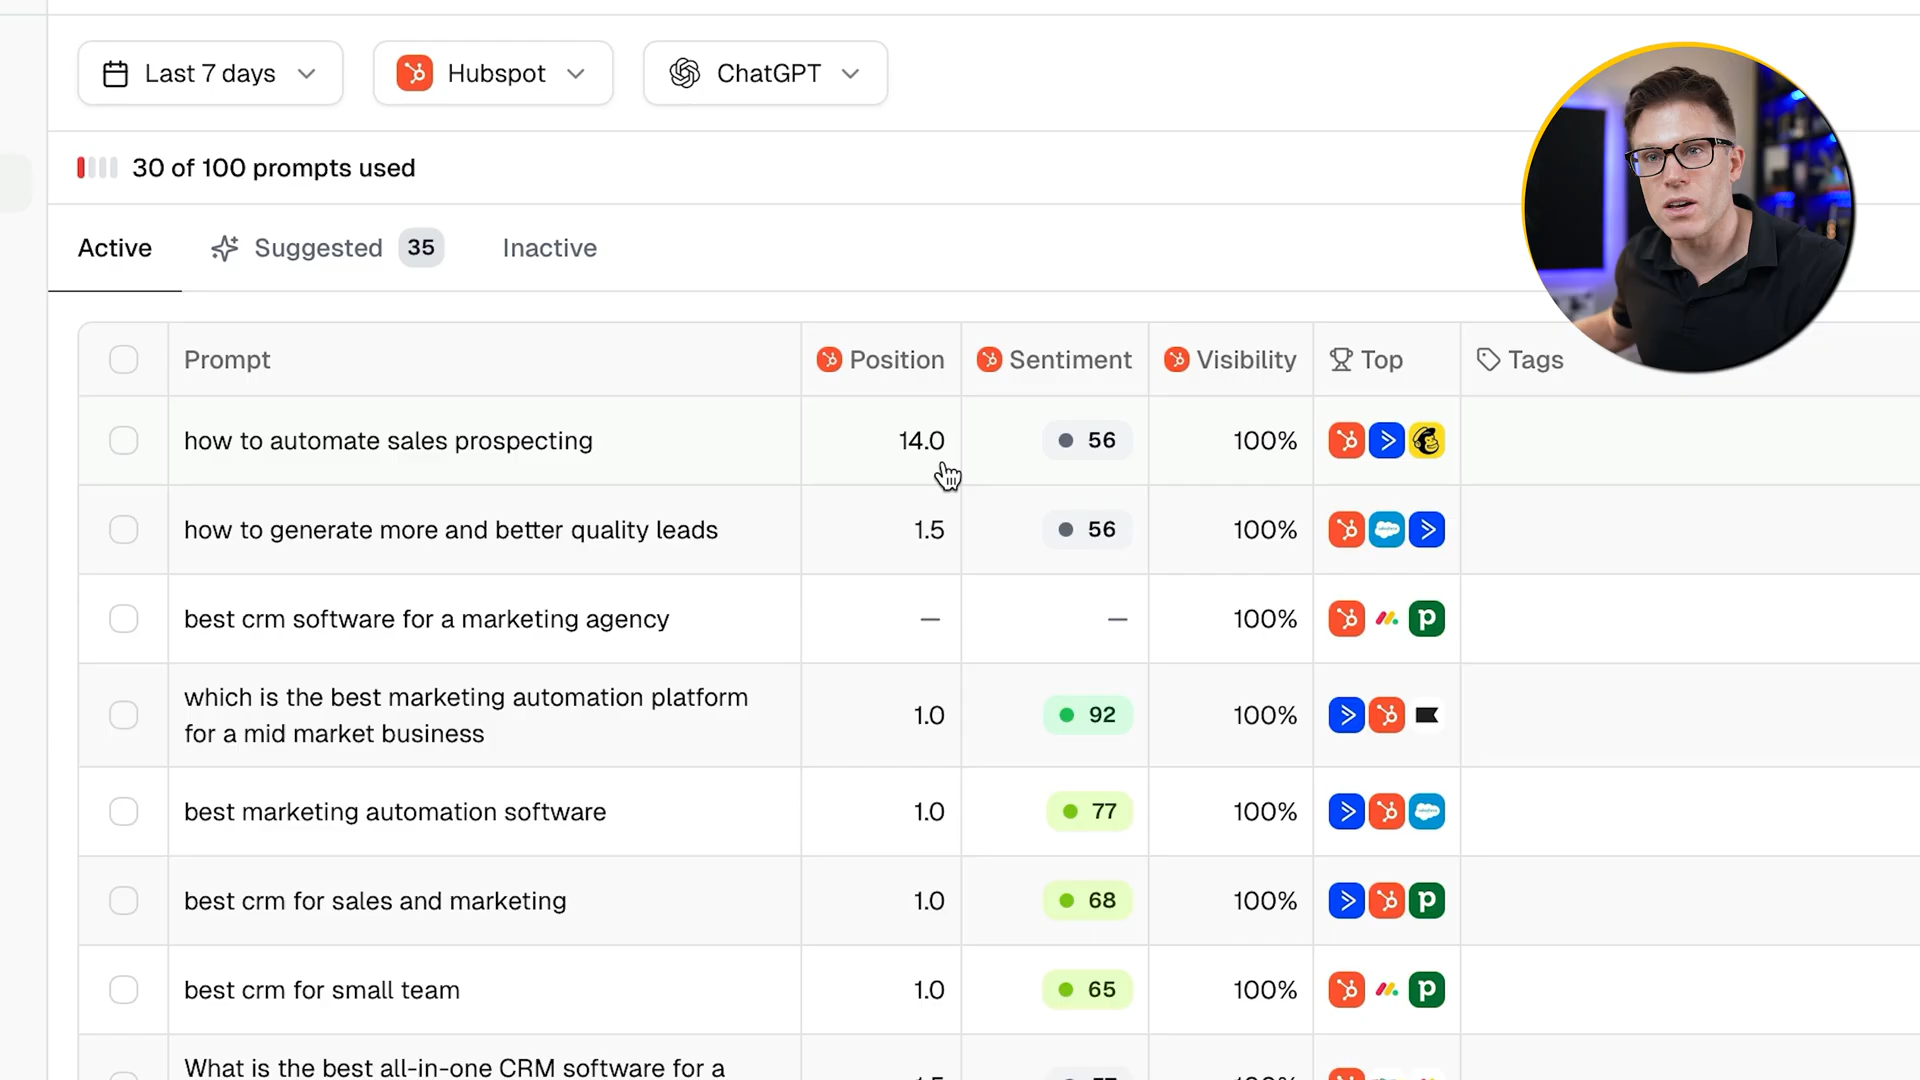 Last 7 days Hubspot ChatGPT
30 of 100 prompts used
Active Suggested 35 Inactive
Prompt Position Sentiment Visibility Top Tags
how to automate sales prospecting 14.0 56 100%
how to generate more and better quality leads 1.5 56 100%
best crm software for a marketing agency — — 100%
which is the best marketing automation platform
for a mid market business 1.0 92 100%
best marketing automation software 1.0 77 100%
best crm for sales and marketing 1.0 68 100%
best crm for small team 1.0 65 100%
What is the best all-in-one CRM software for a